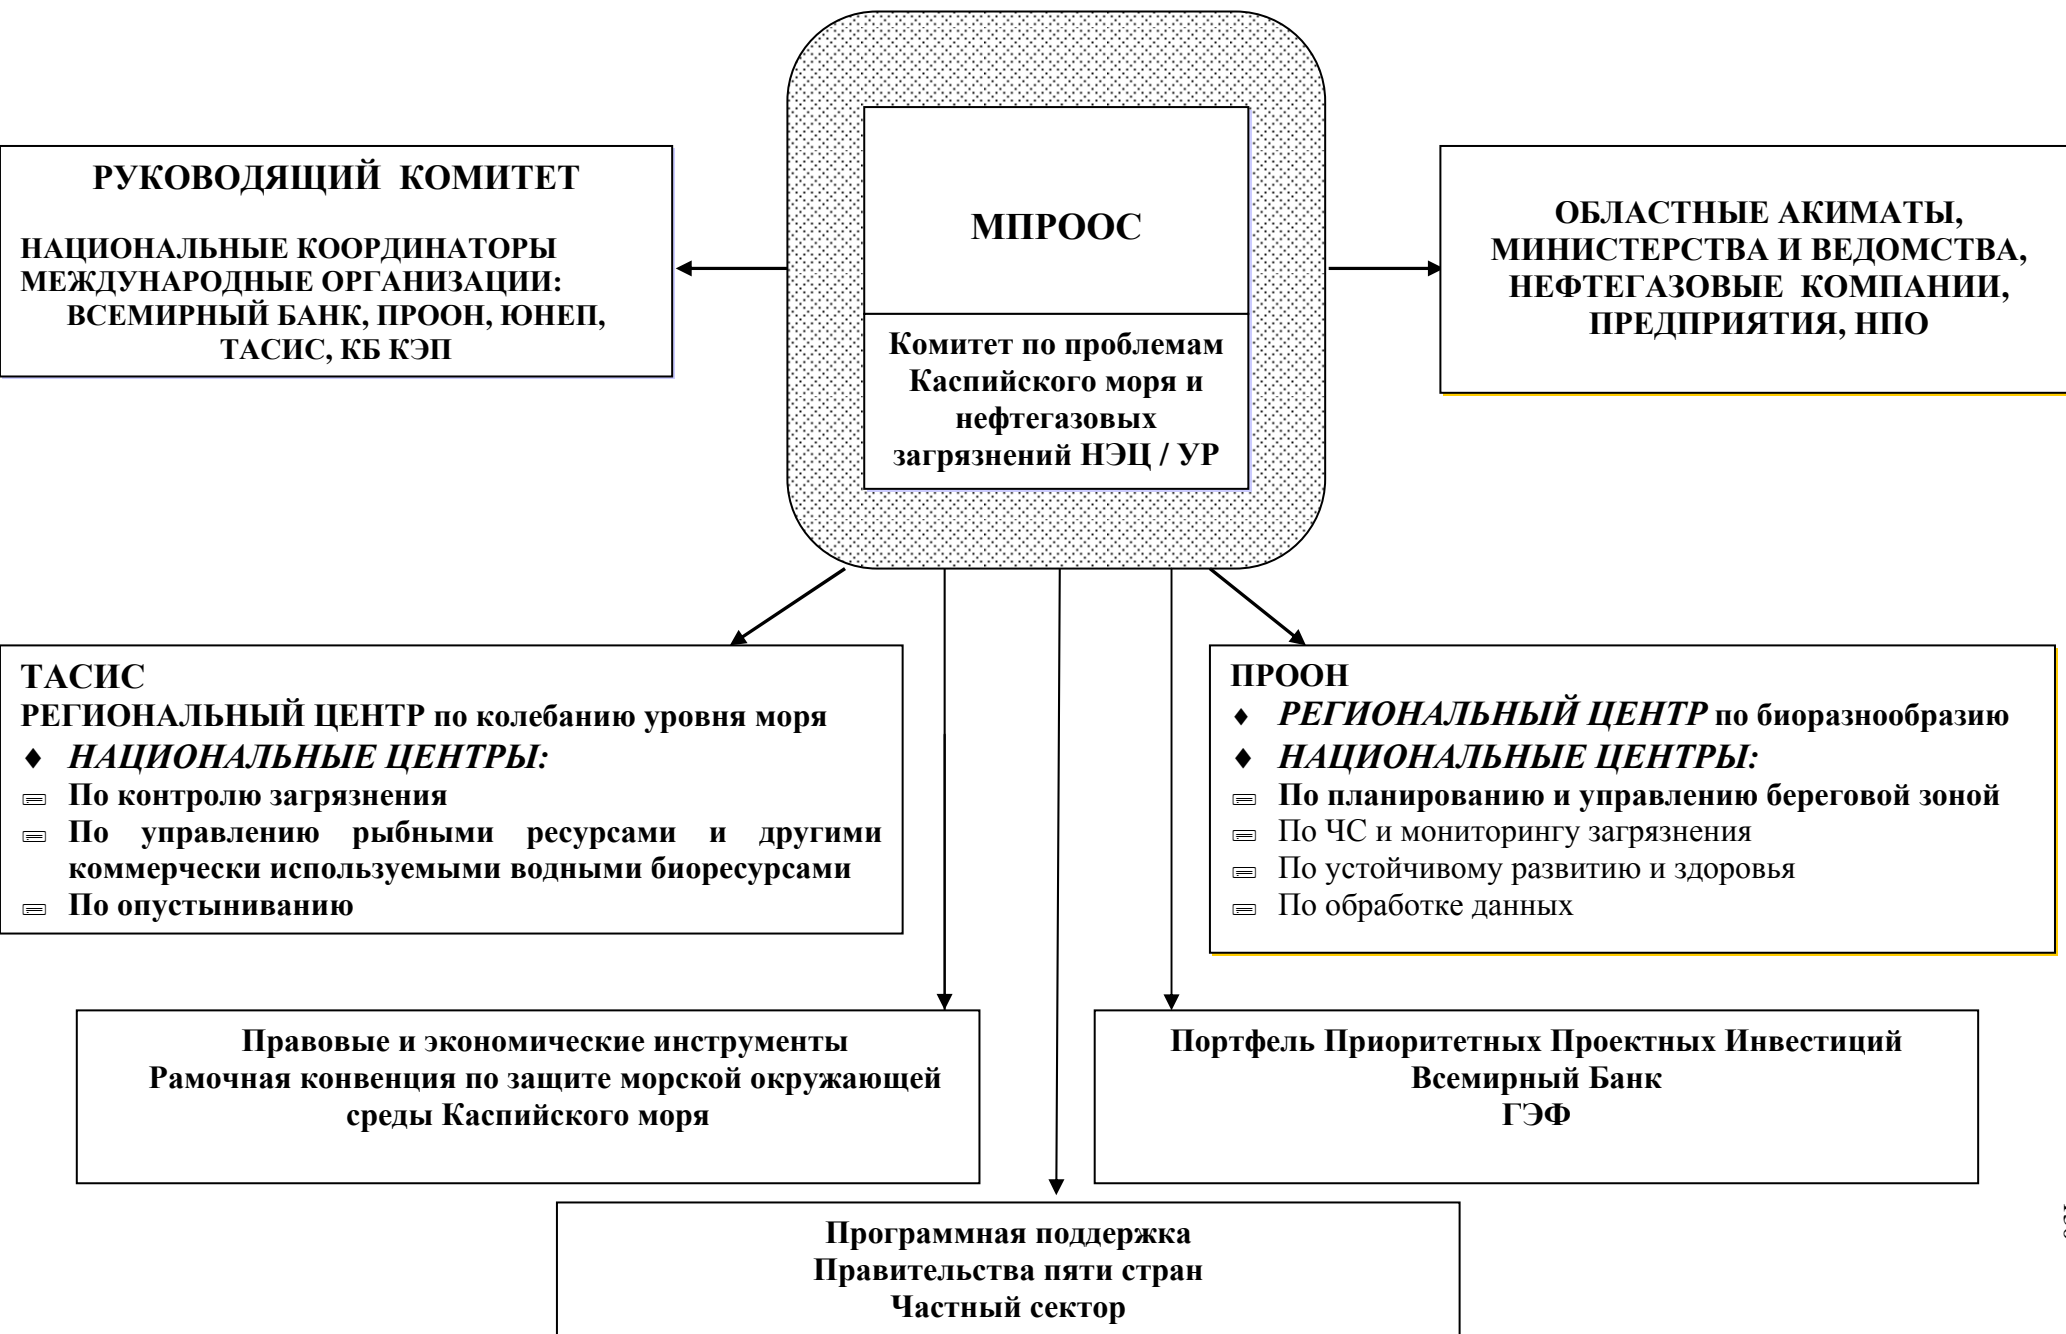 МПРООС
Комитет по проблемам
Каспийского моря и
нефтегазовых
загрязнений НЭЦ / УР
РУКОВОДЯЩИЙ КОМИТЕТ
НАЦИОНАЛЬНЫЕ КООРДИНАТОРЫ
МЕЖДУНАРОДНЫЕ ОРГАНИЗАЦИИ:
ВСЕМИРНЫЙ БАНК, ПРООН, ЮНЕП,
ТАСИС, КБ КЭП
ОБЛАСТНЫЕ АКИМАТЫ,
МИНИСТЕРСТВА И ВЕДОМСТВА,
НЕФТЕГАЗОВЫЕ КОМПАНИИ,
ПРЕДПРИЯТИЯ, НПО
ТАСИС
РЕГИОНАЛЬНЫЙ ЦЕНТР по колебанию уровня моря
♦ НАЦИОНАЛЬНЫЕ ЦЕНТРЫ:
По контролю загрязнения
По управлению рыбными ресурсами и другими
коммерчески используемыми водными биоресурсами
По опустыниванию
ПРООН
♦ РЕГИОНАЛЬНЫЙ ЦЕНТР по биоразнообразию
♦ НАЦИОНАЛЬНЫЕ ЦЕНТРЫ:
По планированию и управлению береговой зоной
По ЧС и мониторингу загрязнения
По устойчивому развитию и здоровья
По обработке данных
Правовые и экономические инструменты
Рамочная конвенция по защите морской окружающей
среды Каспийского моря
Портфель Приоритетных Проектных Инвестиций
Всемирный Банк
ГЭФ
Программная поддержка
Правительства пяти стран
Частный сектор